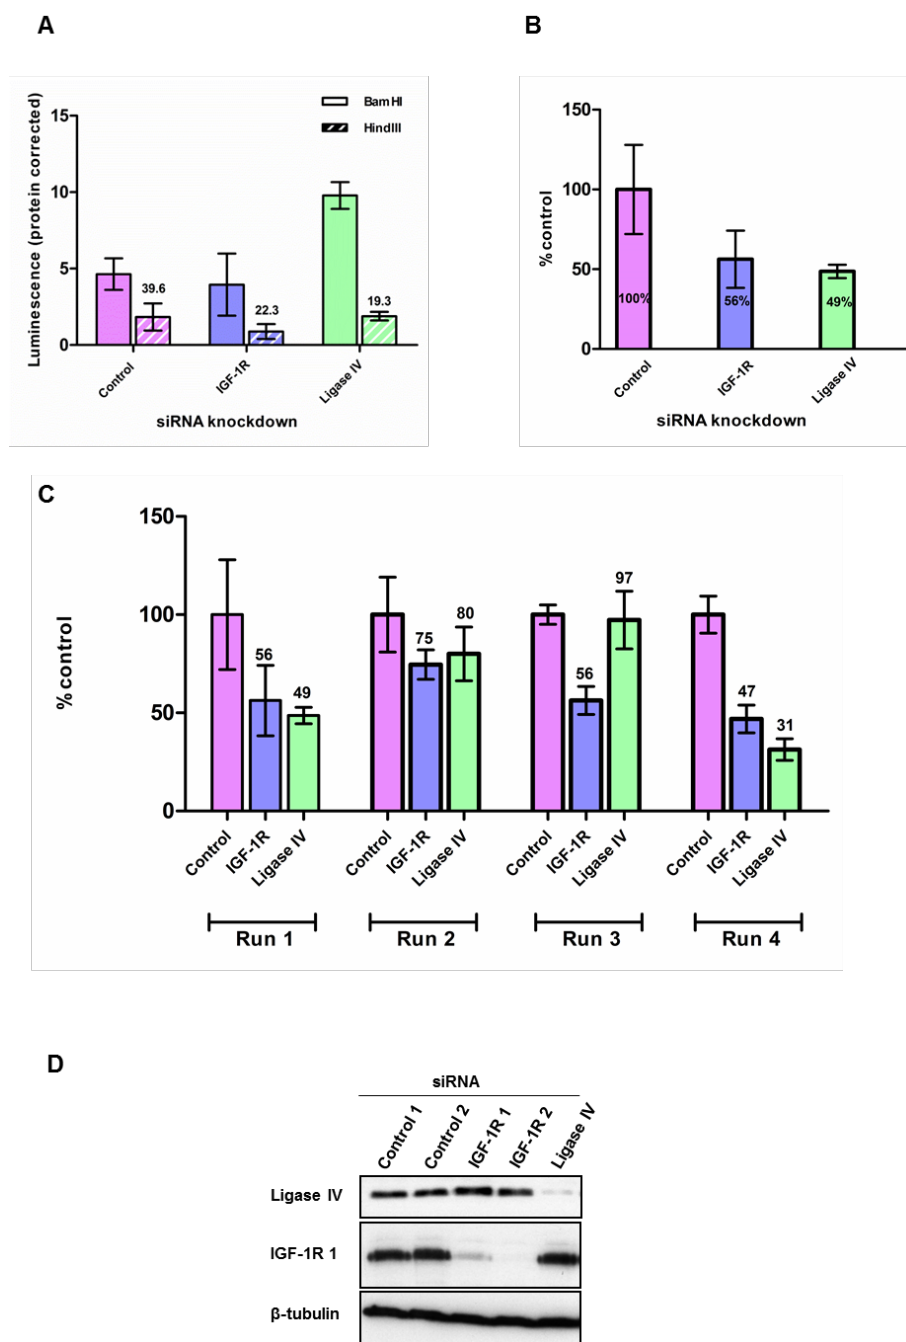 A
B
Luminescence (protein corrected)
15
10
5
0
BamHI
HindIII
39.6
22.3
19.3
Control
IGF-1R
Ligase IV
siRNA knockdown
% control
150
100
50
0
100%
56%
49%
Control
IGF-1R
Ligase IV
siRNA knockdown
C
% control
150
100
50
0
56
49
75
80
56
97
47
31
Control
IGF-1R
Ligase IV
Control
IGF-1R
Ligase IV
Control
IGF-1R
Ligase IV
Control
IGF-1R
Ligase IV
Run 1
Run 2
Run 3
Run 4
D
siRNA
Control 1
Control 2
IGF-1R 1
IGF-1R 2
Ligase IV
Ligase IV
IGF-1R 1
β-tubulin